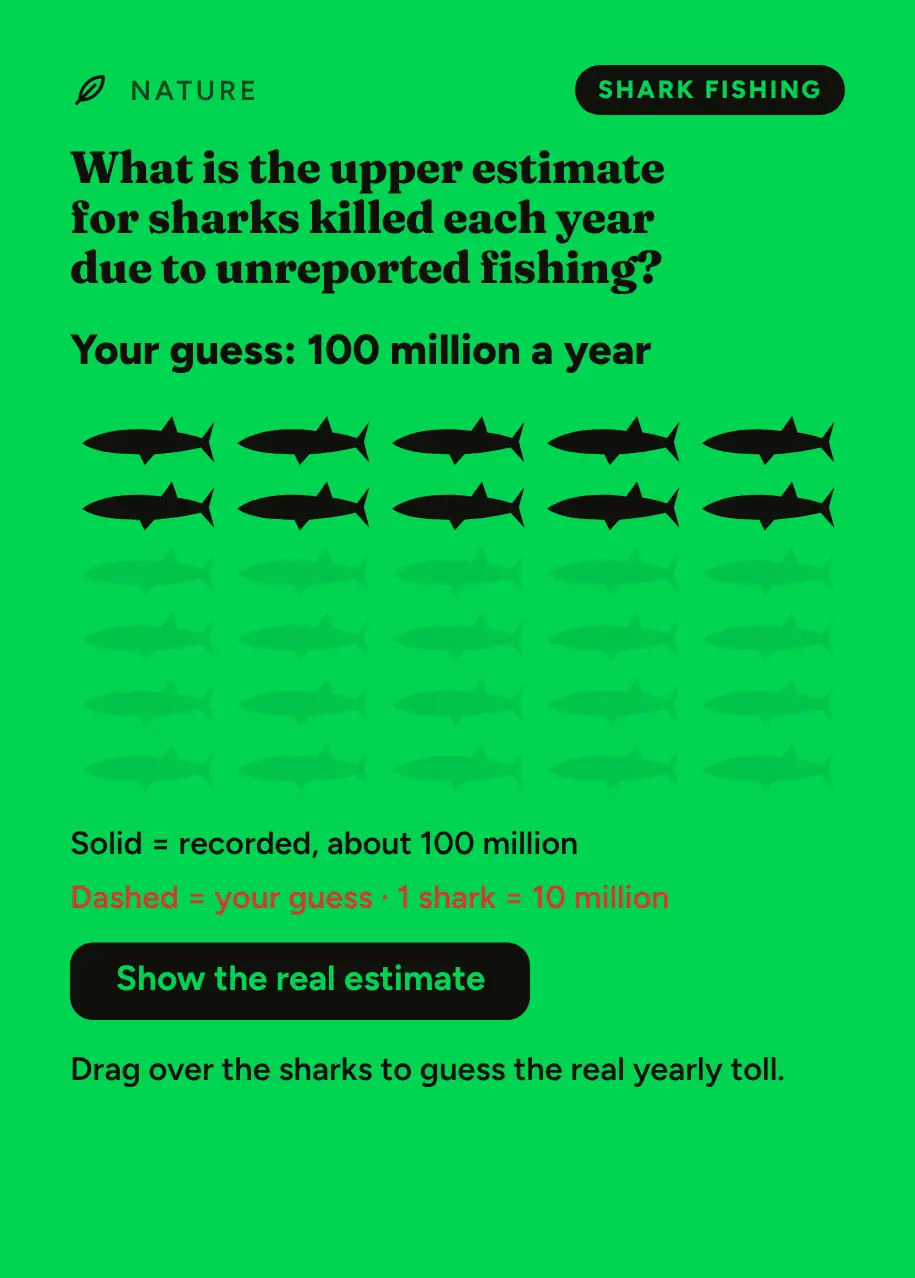 NATURE
SHARK FISHING
What is the upper estimate
for sharks killed each year
due to unreported fishing?
Your guess: 100 million a year
Solid = recorded, about 100 million
Dashed = your guess · 1 shark = 10 million
Show the real estimate
Drag over the sharks to guess the real yearly toll.